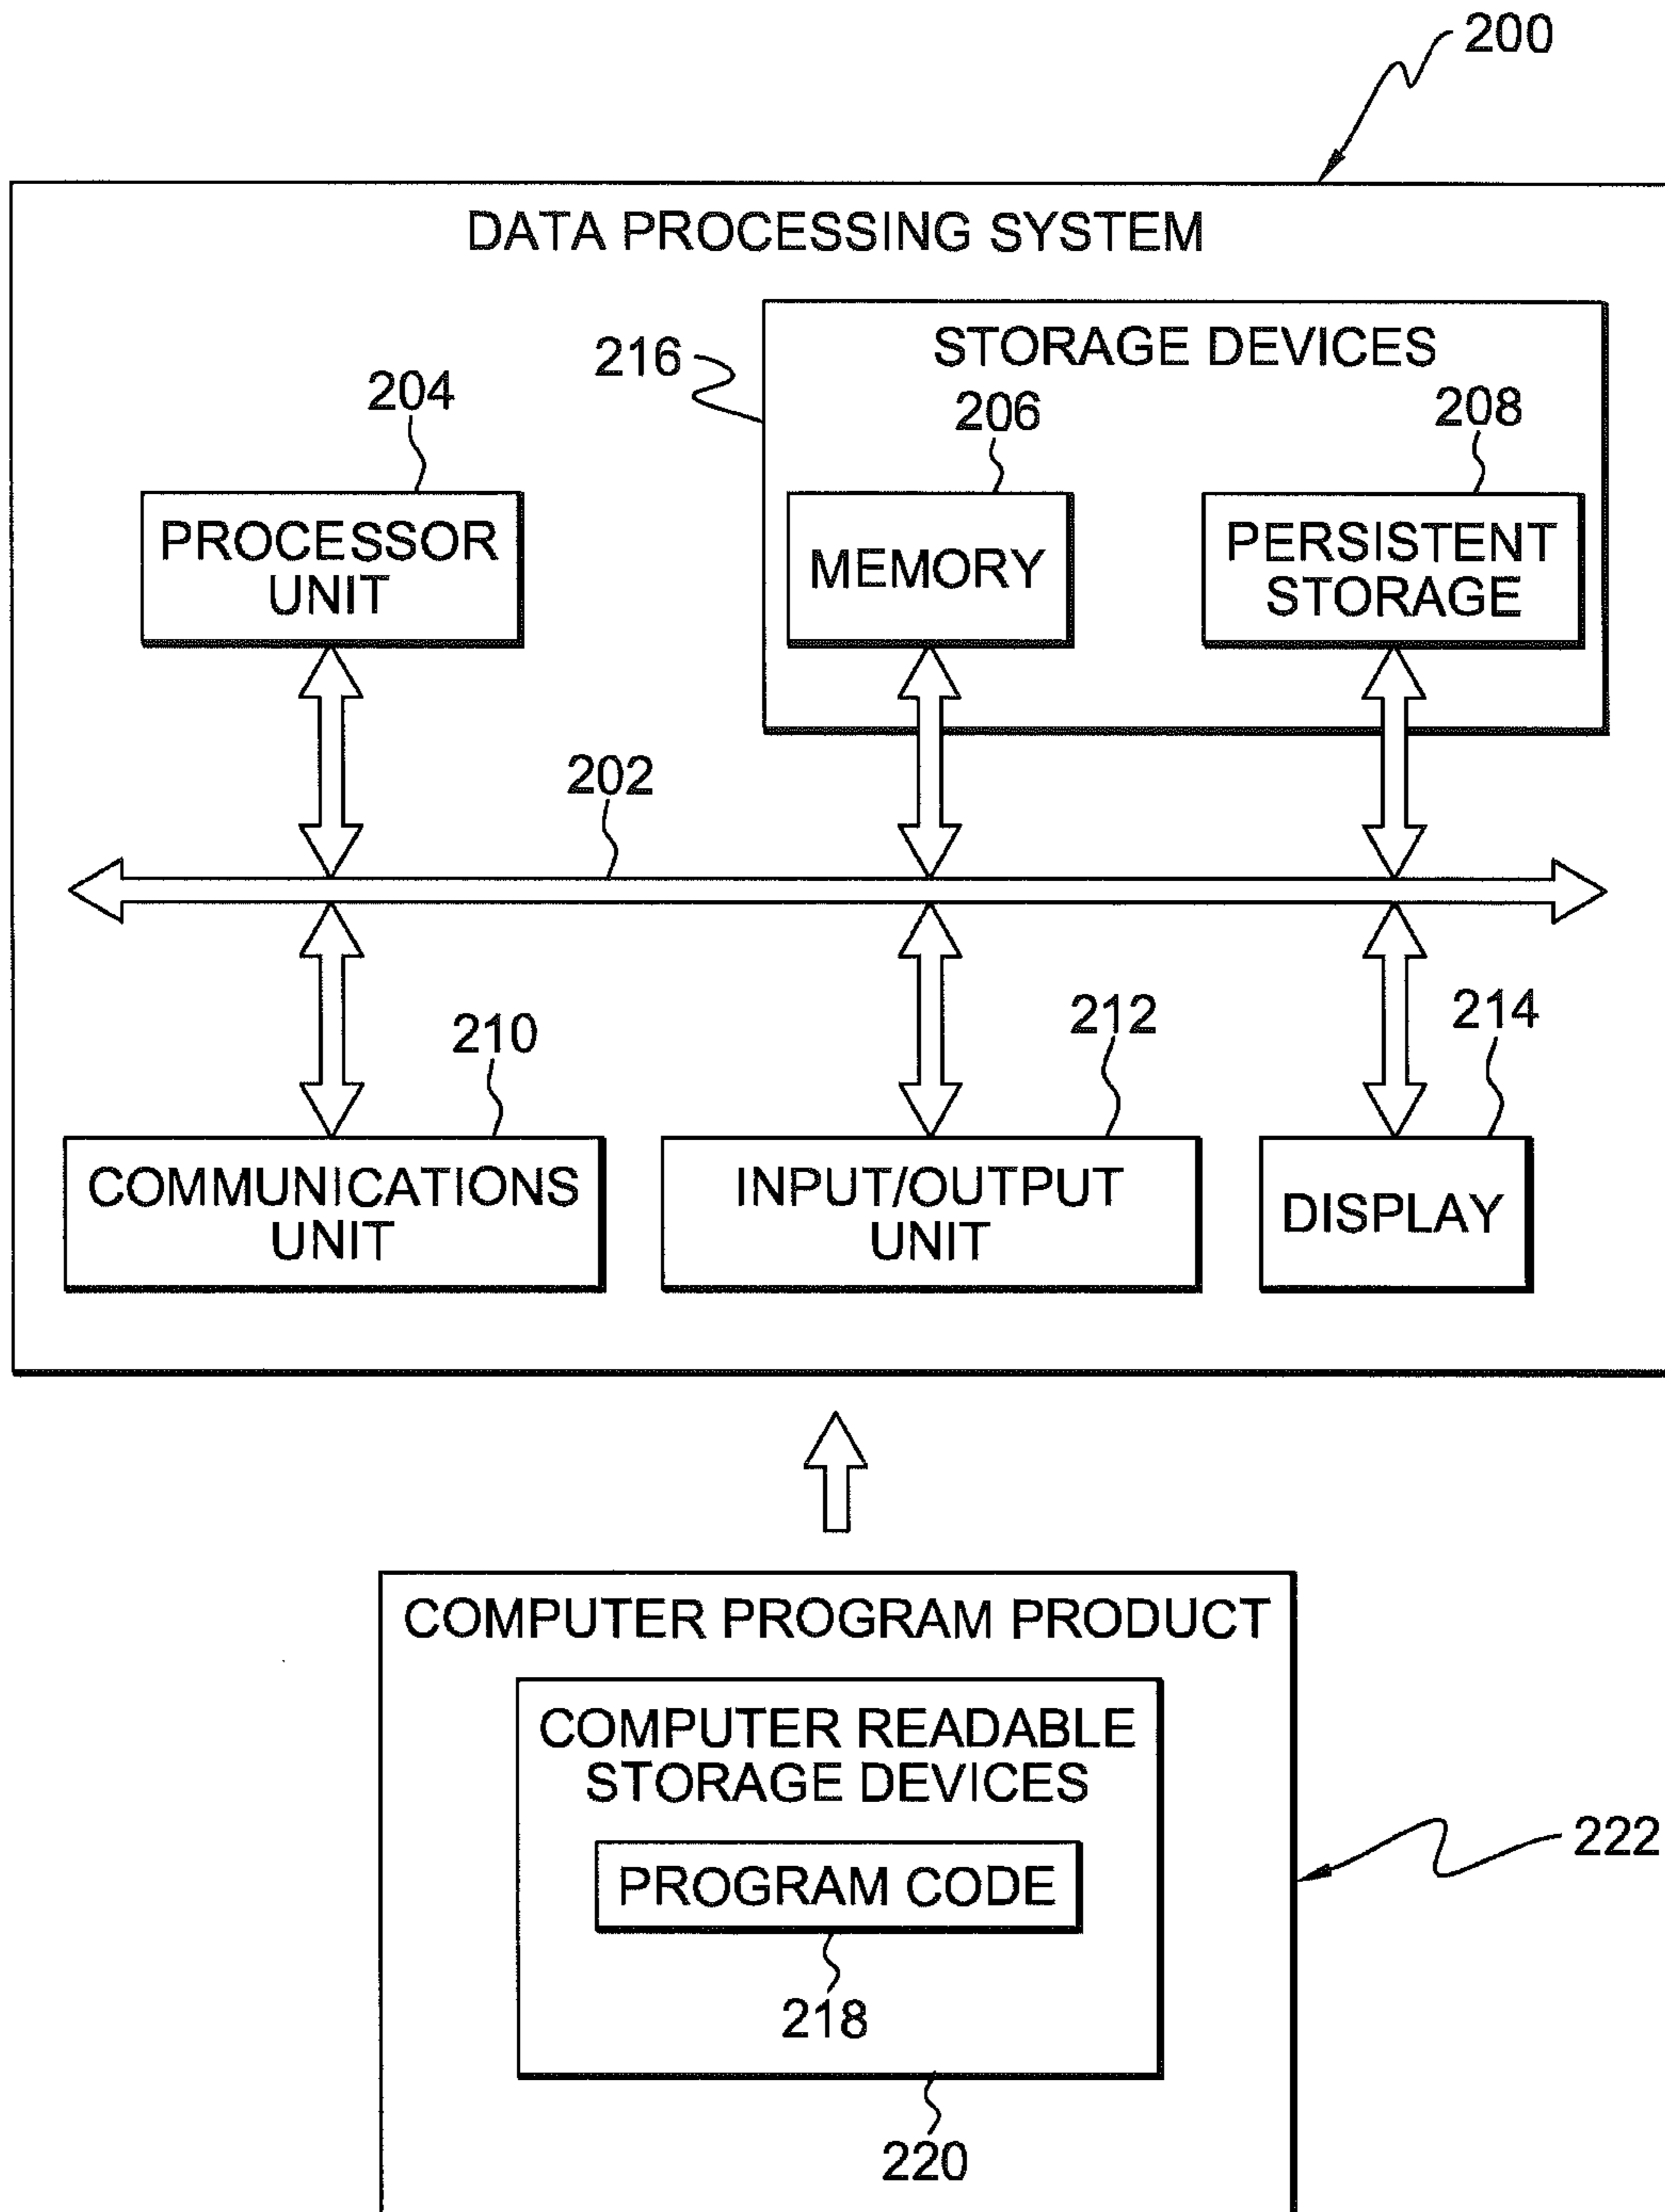 200
DATA PROCESSING SYSTEM
STORAGE DEVICES
216
204
206
208
PROCESSOR
UNIT
MEMORY
PERSISTENT
STORAGE
202
210
212
214
COMMUNICATIONS
UNIT
INPUT/OUTPUT
UNIT
DISPLAY
COMPUTER PROGRAM PRODUCT
COMPUTER READABLE
STORAGE DEVICES
PROGRAM CODE
222
218
220